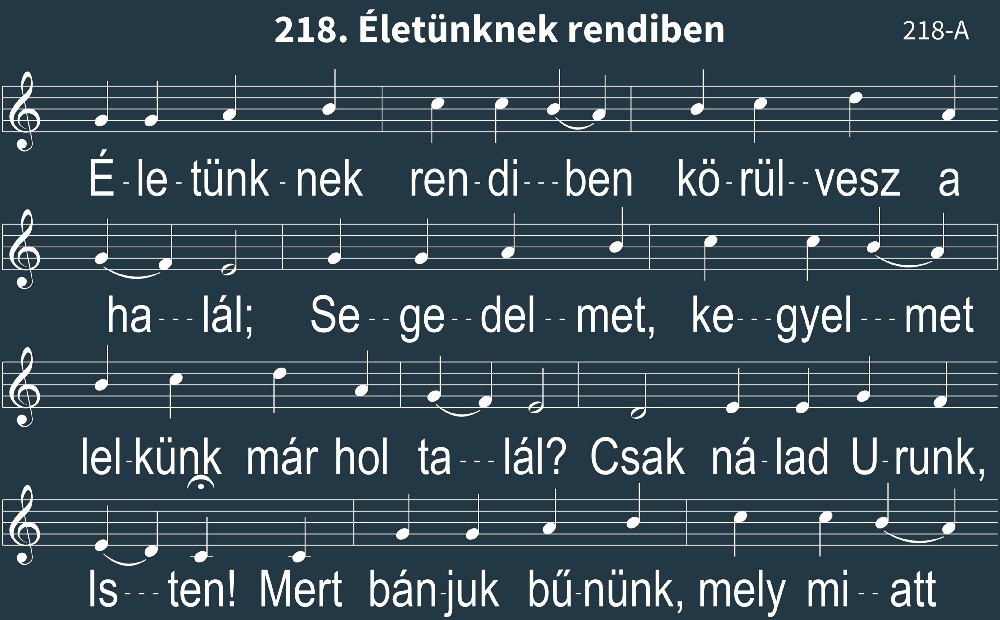 218. Életünknek rendiben
218-A
É-le-tünk-nek ren-di---ben kö-rül--vesz a
ha---lál; Se--ge--del--met, ke---gyel---met
lel-künk már hol ta---lál? Csak ná-lad U-runk,
Is---ten! Mert bán-juk bű-nünk, mely mi--att